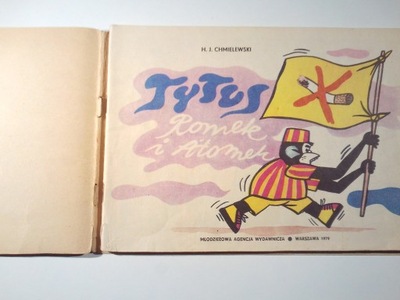 H. J. CHMIELEWSKI
Tytus
Romek
i Atomek
MŁODZIEŻOWA AGENCJA WYDAWNICZA ● WARSZAWA 1979